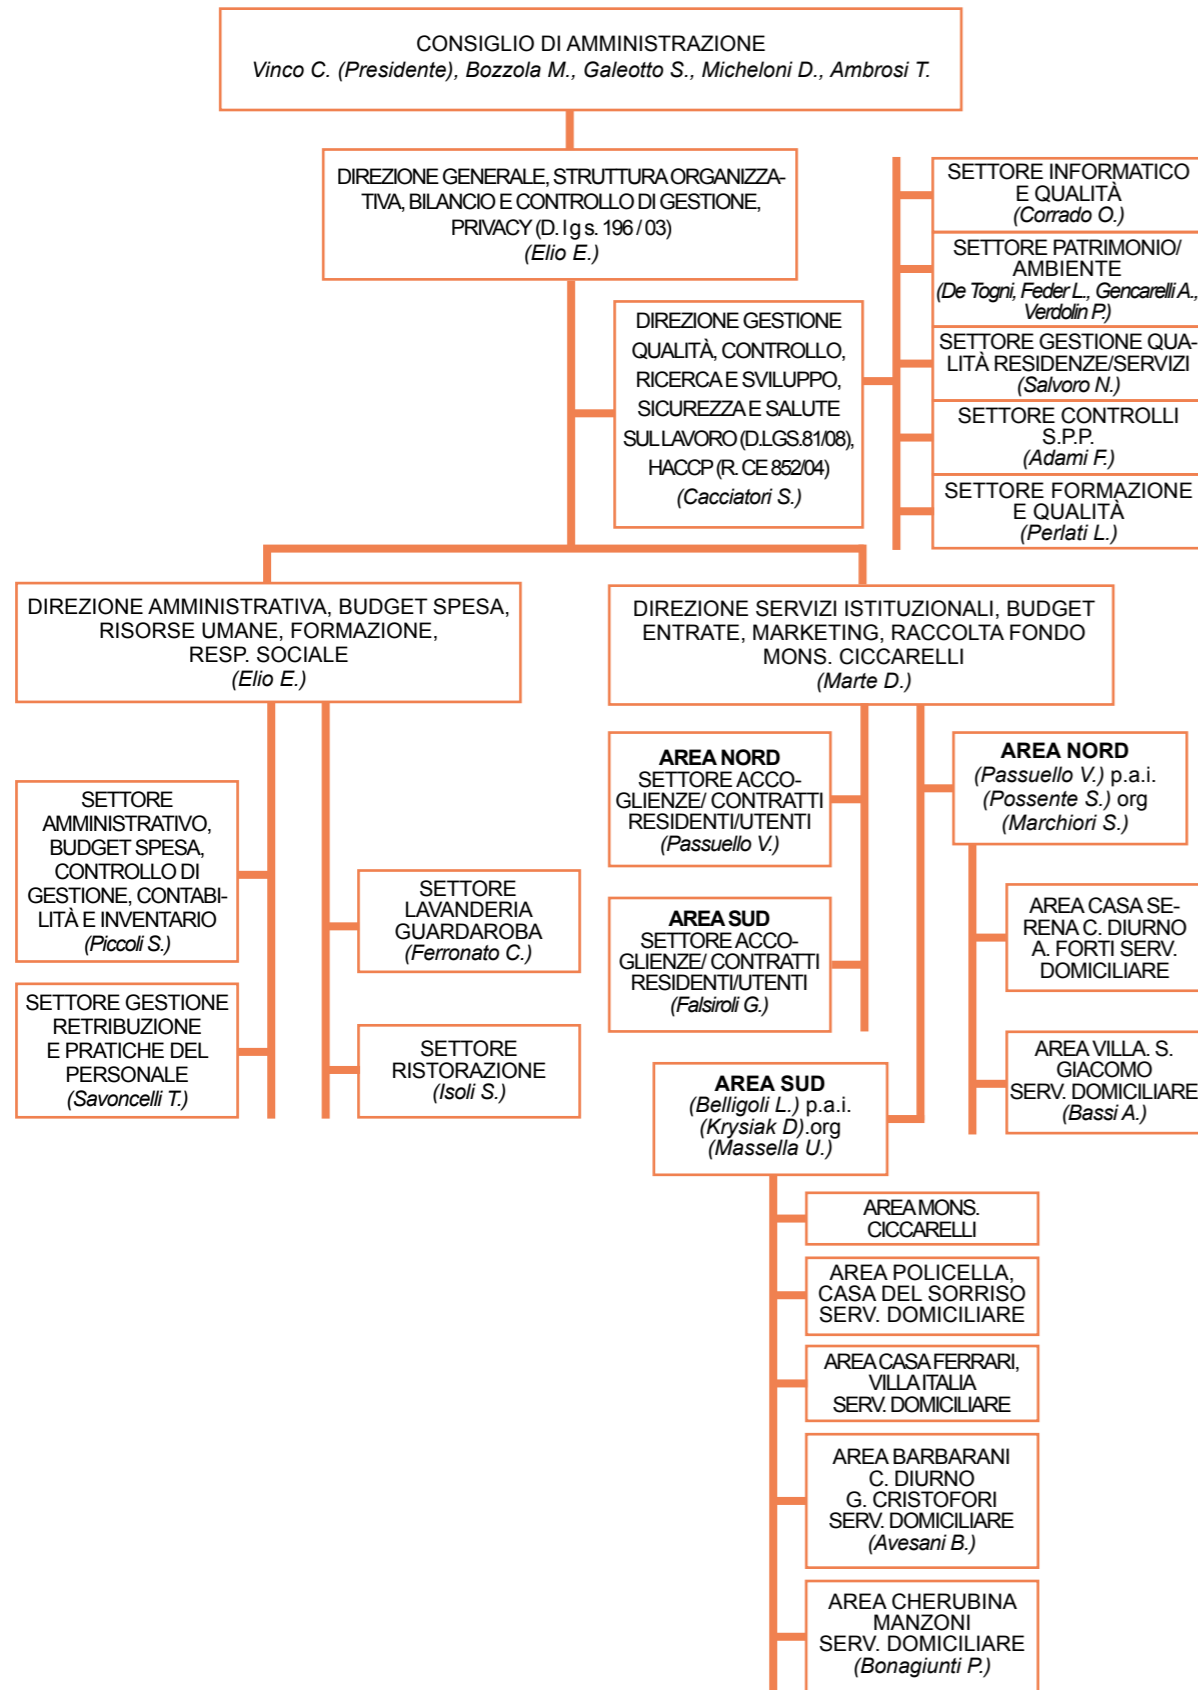 CONSIGLIO DI AMMINISTRAZIONE
Vinco C. (Presidente), Bozzola M., Galeotto S., Micheloni D., Ambrosi T.
DIREZIONE GENERALE, STRUTTURA ORGANIZZA-
TIVA, BILANCIO E CONTROLLO DI GESTIONE,
PRIVACY (D. lgs. 196 / 03)
(Elio E.)
SETTORE INFORMATICO
E QUALITÀ
(Corrado O.)
SETTORE PATRIMONIO/
AMBIENTE
(De Togni, Feder L., Gencarelli A.,
Verdolin P.)
SETTORE GESTIONE QUA-
LITÀ RESIDENZE/SERVIZI
(Salvoro N.)
SETTORE CONTROLLI
S.P.P.
(Adami F.)
SETTORE FORMAZIONE
E QUALITÀ
(Perlati L.)
DIREZIONE GESTIONE
QUALITÀ, CONTROLLO,
RICERCA E SVILUPPO,
SICUREZZA E SALUTE
SUL LAVORO (D.LGS.81/08),
HACCP (R. CE 852/04)
(Cacciatori S.)
DIREZIONE AMMINISTRATIVA, BUDGET SPESA,
RISORSE UMANE, FORMAZIONE,
RESP. SOCIALE
(Elio E.)
DIREZIONE SERVIZI ISTITUZIONALI, BUDGET
ENTRATE, MARKETING, RACCOLTA FONDO
MONS. CICCARELLI
(Marte D.)
SETTORE
AMMINISTRATIVO,
BUDGET SPESA,
CONTROLLO DI
GESTIONE, CONTABI-
LITÀ E INVENTARIO
(Piccoli S.)
SETTORE GESTIONE
RETRIBUZIONE
E PRATICHE DEL
PERSONALE
(Savoncelli T.)
SETTORE
LAVANDERIA
GUARDAROBA
(Ferronato C.)
SETTORE
RISTORAZIONE
(Isoli S.)
AREA NORD
SETTORE ACCO-
GLIENZE/ CONTRATTI
RESIDENTI/UTENTI
(Passuello V.)
AREA SUD
SETTORE ACCO-
GLIENZE/ CONTRATTI
RESIDENTI/UTENTI
(Falsiroli G.)
AREA NORD
(Passuello V.) p.a.i.
(Possente S.) org
(Marchiori S.)
AREA CASA SE-
RENA C. DIURNO
A. FORTI SERV.
DOMICILIARE
AREA VILLA. S.
GIACOMO
SERV. DOMICILIARE
(Bassi A.)
AREA SUD
(Belligoli L.) p.a.i.
(Krysiak D).org
(Massella U.)
AREA MONS.
CICCARELLI
AREA POLICELLA,
CASA DEL SORRISO
SERV. DOMICILIARE
AREA CASA FERRARI,
VILLA ITALIA
SERV. DOMICILIARE
AREA BARBARANI
C. DIURNO
G. CRISTOFORI
SERV. DOMICILIARE
(Avesani B.)
AREA CHERUBINA
MANZONI
SERV. DOMICILIARE
(Bonagiunti P.)